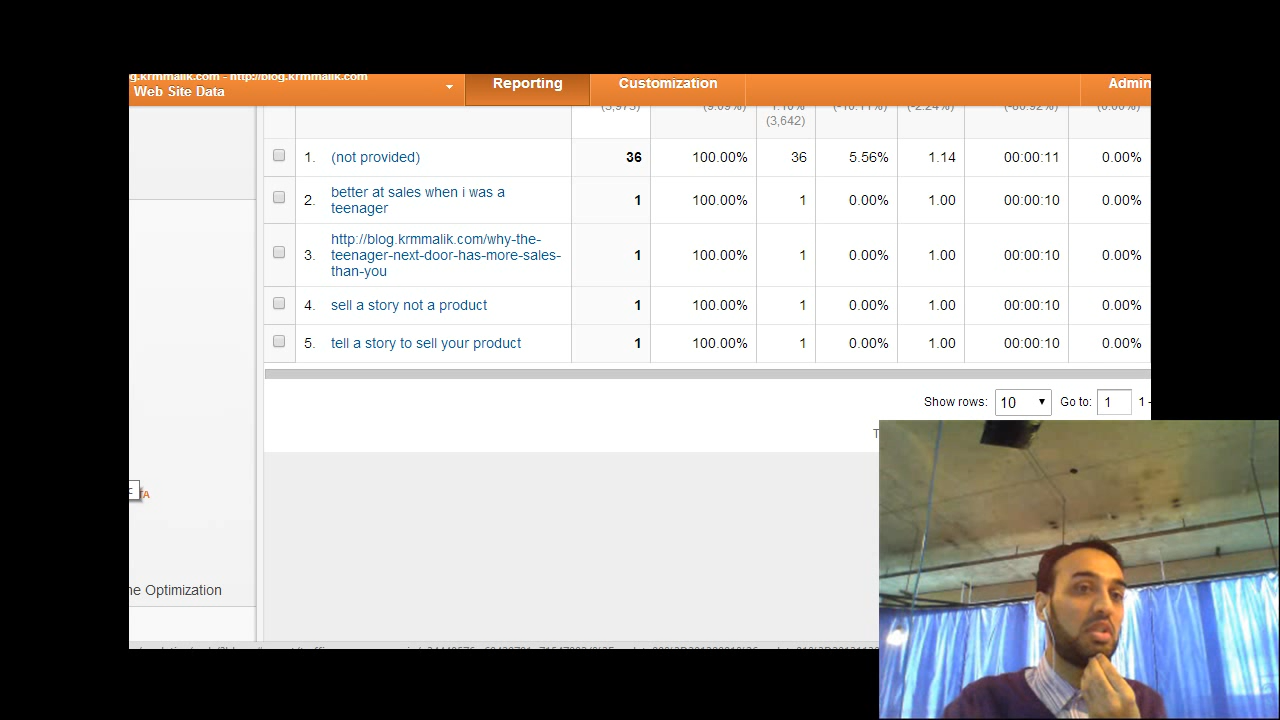 g.krmmalik.com - http://blog.krmmalik.com
Web Site Data
Reporting
Customization
Admin
(3,642)
1. (not provided) 36 100.00% 36 5.56% 1.14 00:00:11 0.00%
2. better at sales when i was a
teenager 1 100.00% 1 0.00% 1.00 00:00:10 0.00%
3. http://blog.krmmalik.com/why-the-
teenager-next-door-has-more-sales-
than-you 1 100.00% 1 0.00% 1.00 00:00:10 0.00%
4. sell a story not a product 1 100.00% 1 0.00% 1.00 00:00:10 0.00%
5. tell a story to sell your product 1 100.00% 1 0.00% 1.00 00:00:10 0.00%
Show rows: 10 Go to: 1 1 -
T
TA
ne Optimization